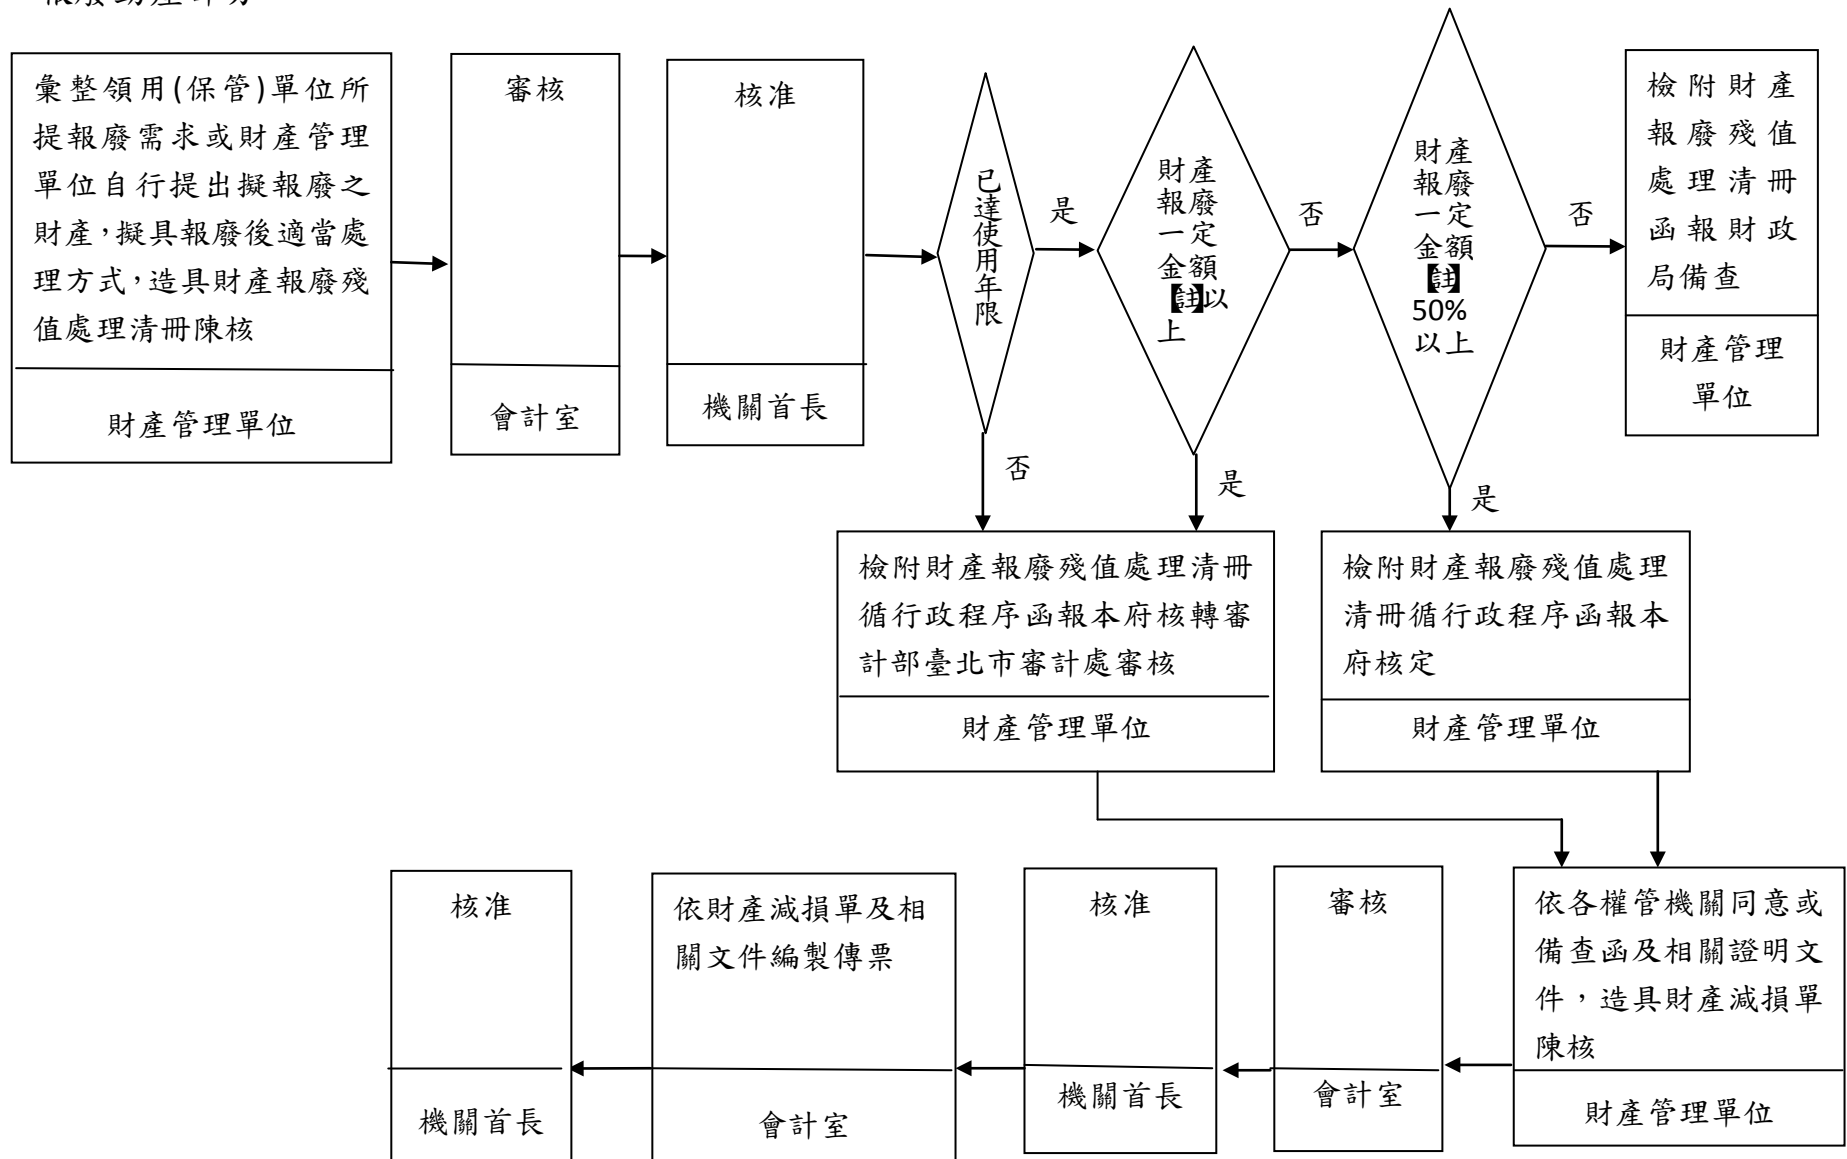 報廢動產部分
彙整領用(保管)單位所
提報廢需求或財產管理
單位自行提出擬報廢之
財產，擬具報廢後適當處
理方式，造具財產報廢殘
值處理清冊陳核
財產管理單位
審核
會計室
核准
機關首長
已達使用年限
是
否
財產
報廢
一定
金額
【註】以
上
否
是
財產
報廢
一定
金額
【註】
50%
以上
否
是
檢附財產
報廢殘值
處理清冊
函報財政
局備查
財產管理
單位
檢附財產報廢殘值處理清冊
循行政程序函報本府核轉審
計部臺北市審計處審核
財產管理單位
檢附財產報廢殘值處理
清冊循行政程序函報本
府核定
財產管理單位
依各權管機關同意或
備查函及相關證明文
件，造具財產減損單
陳核
財產管理單位
審核
會計室
核准
機關首長
依財產減損單及相
關文件編製傳票
會計室
核准
機關首長